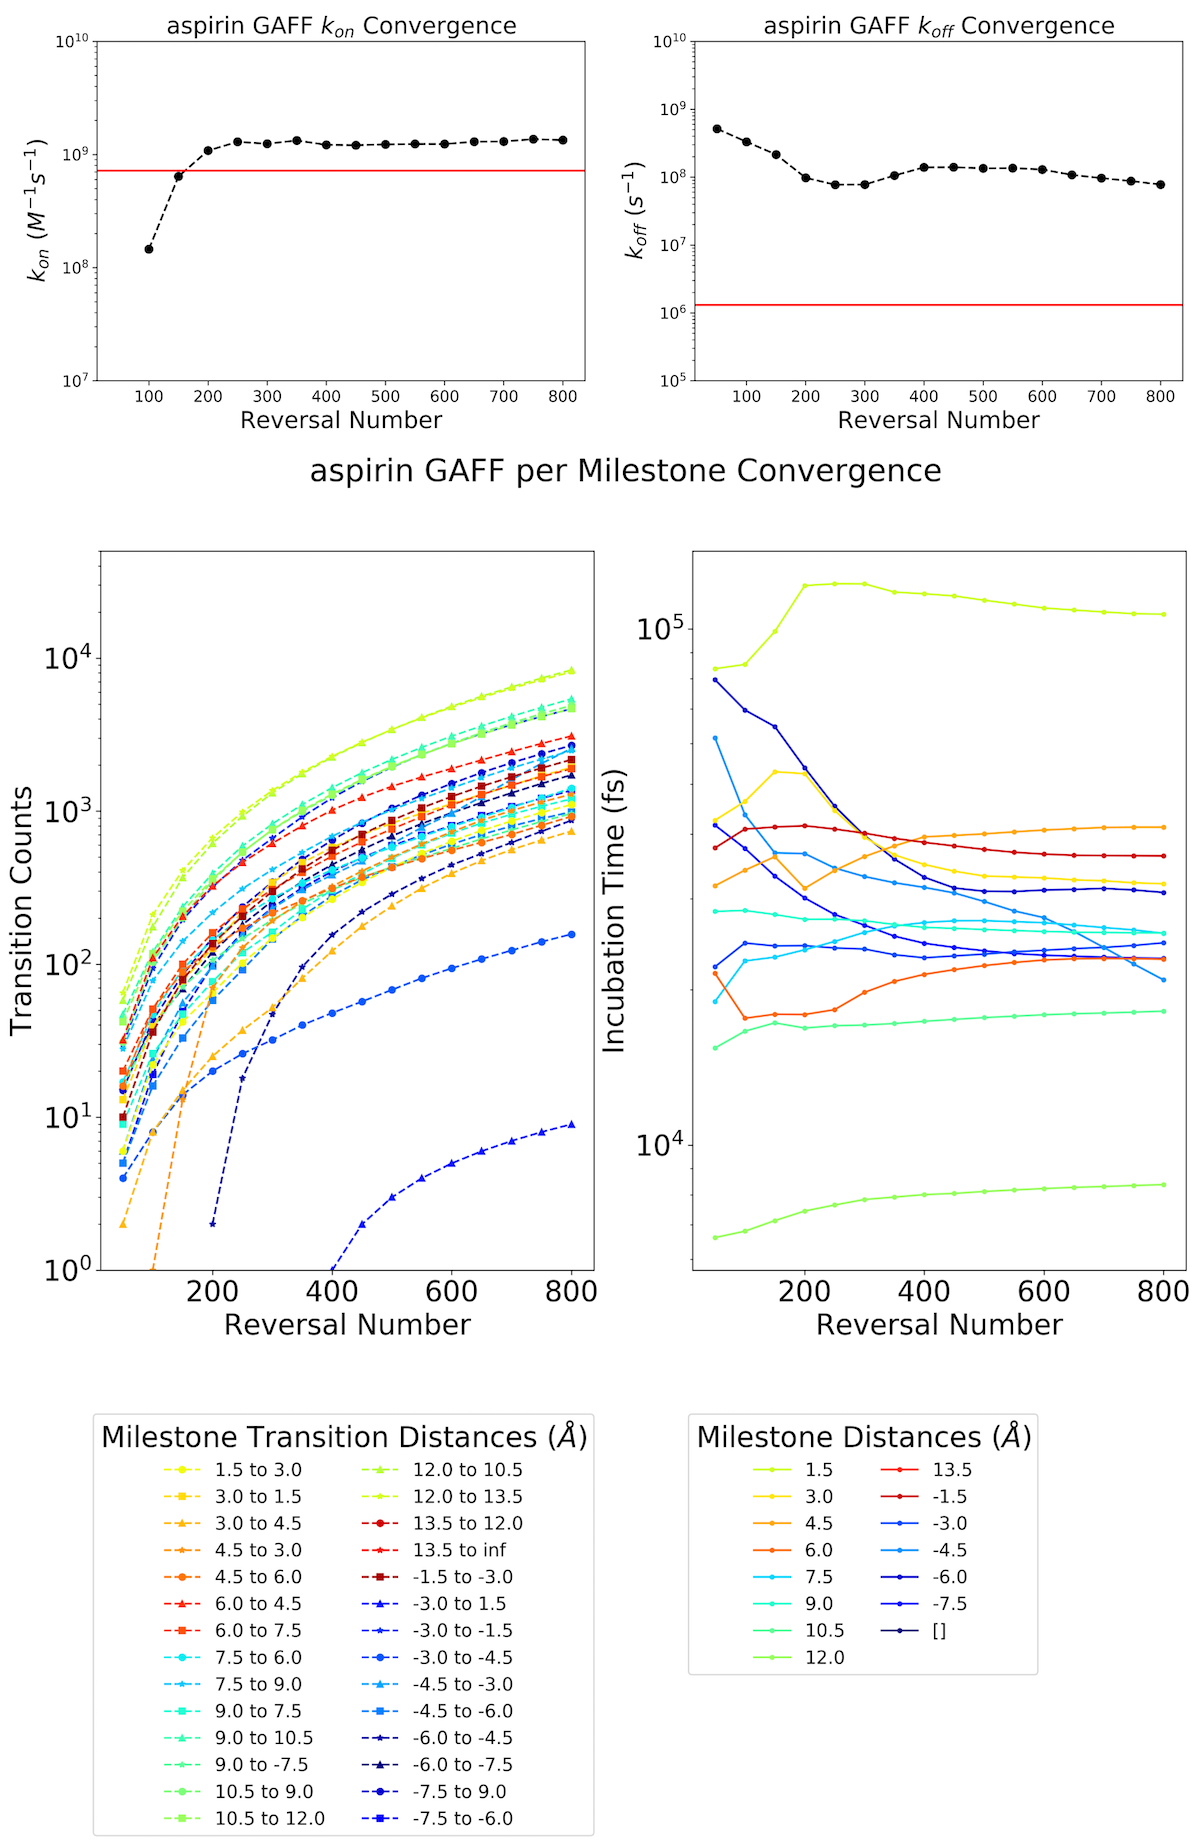 aspirin GAFF k_on Convergence
10^10
10^9
10^8
10^7
k_on (M^−1s^−1)
100 200 300 400 500 600 700 800
Reversal Number
aspirin GAFF k_off Convergence
10^10
10^9
10^8
10^7
10^6
10^5
k_off (s^−1)
100 200 300 400 500 600 700 800
Reversal Number
aspirin GAFF per Milestone Convergence
10^4
10^3
10^2
10^1
10^0
Transition Counts
200 400 600 800
Reversal Number
10^5
10^4
Incubation Time (fs)
200 400 600 800
Reversal Number
Milestone Transition Distances (Å)
1.5 to 3.0
3.0 to 1.5
3.0 to 4.5
4.5 to 3.0
4.5 to 6.0
6.0 to 4.5
6.0 to 7.5
7.5 to 6.0
7.5 to 9.0
9.0 to 7.5
9.0 to 10.5
9.0 to -7.5
10.5 to 9.0
10.5 to 12.0
12.0 to 10.5
12.0 to 13.5
13.5 to 12.0
13.5 to inf
-1.5 to -3.0
-3.0 to 1.5
-3.0 to -1.5
-3.0 to -4.5
-4.5 to -3.0
-4.5 to -6.0
-6.0 to -4.5
-6.0 to -7.5
-7.5 to 9.0
-7.5 to -6.0
Milestone Distances (Å)
1.5
3.0
4.5
6.0
7.5
9.0
10.5
12.0
13.5
-1.5
-3.0
-4.5
-6.0
-7.5
[]